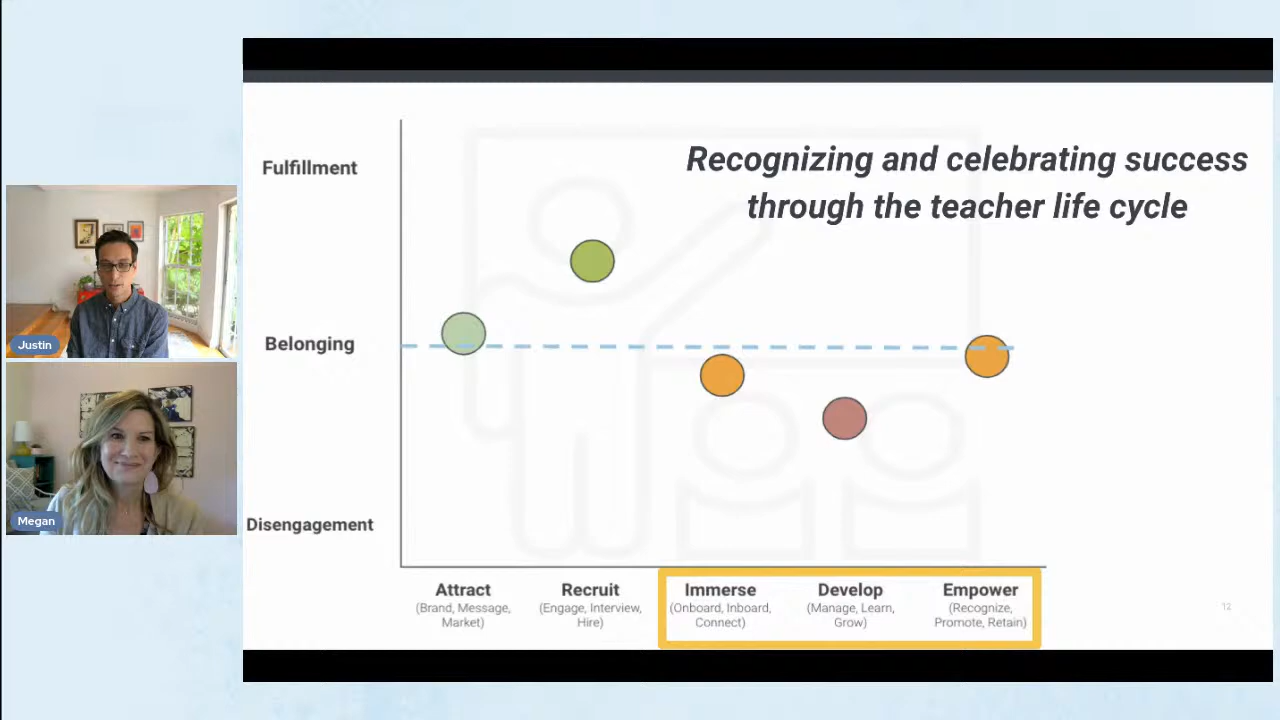 Recognizing and celebrating success
through the teacher life cycle
Fulfillment
Belonging
Disengagement
Attract
(Brand, Message,
Market)
Recruit
(Engage, Interview,
Hire)
Immerse
(Onboard, Inboard,
Connect)
Develop
(Manage, Learn,
Grow)
Empower
(Recognize,
Promote, Retain)
12
Justin
Megan